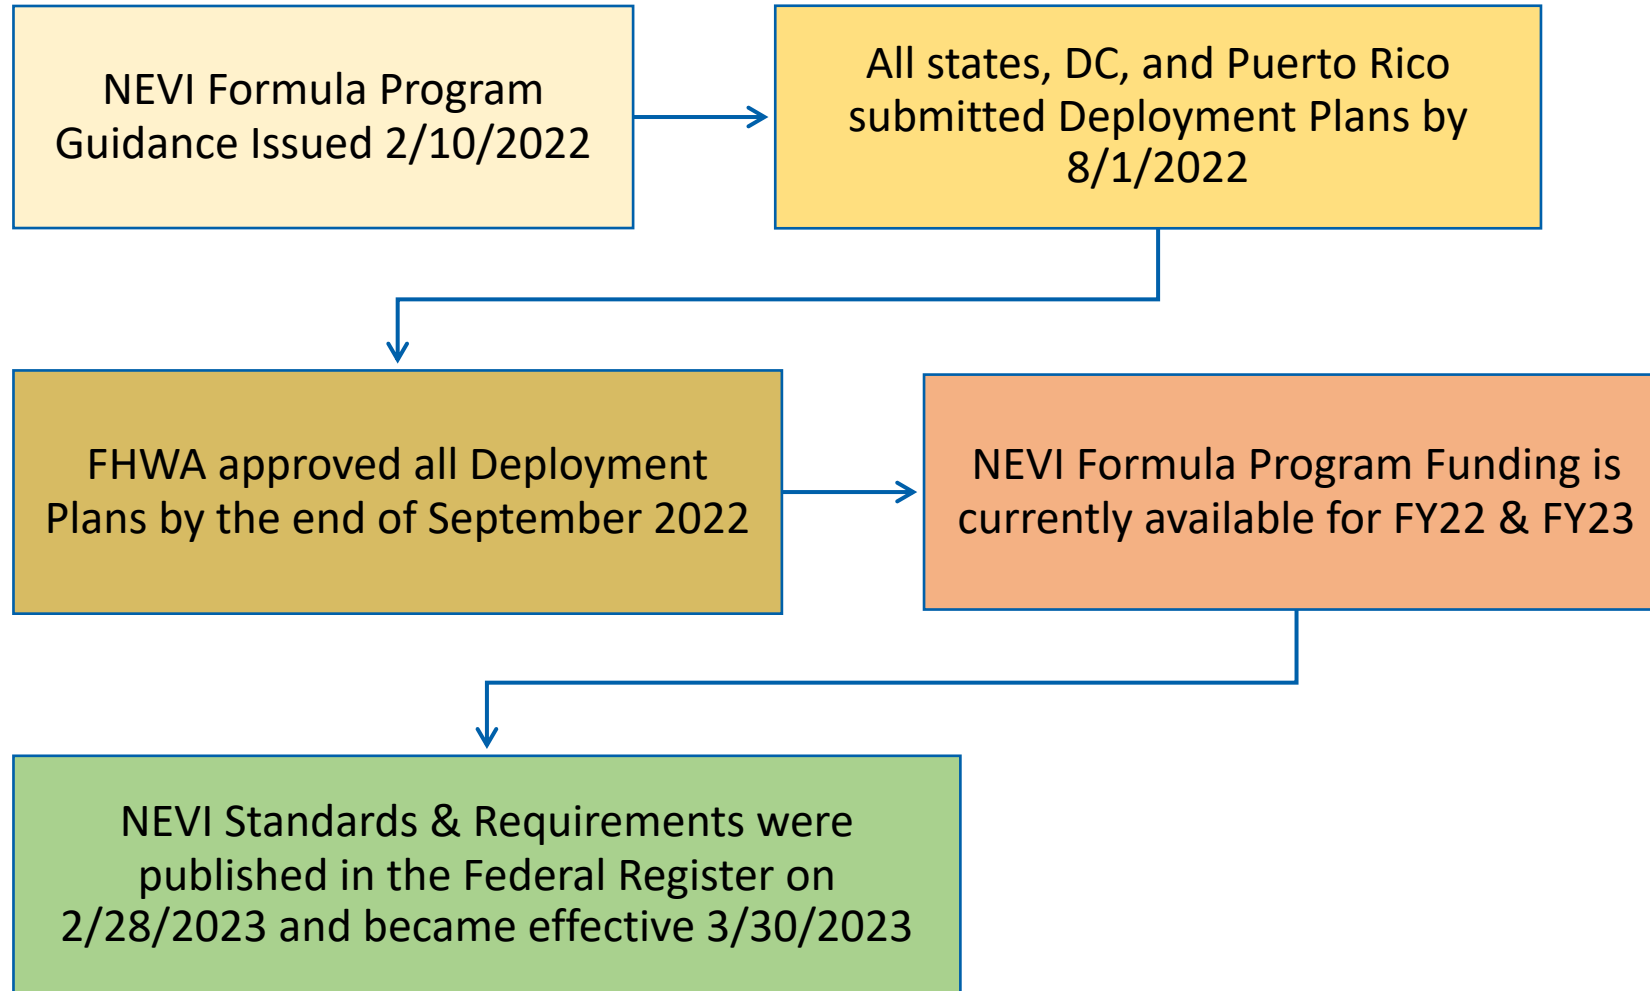 NEVI Formula Program
Guidance Issued 2/10/2022
All states, DC, and Puerto Rico
submitted Deployment Plans by
8/1/2022
FHWA approved all Deployment
Plans by the end of September 2022
NEVI Formula Program Funding is
currently available for FY22 & FY23
NEVI Standards & Requirements were
published in the Federal Register on
2/28/2023 and became effective 3/30/2023